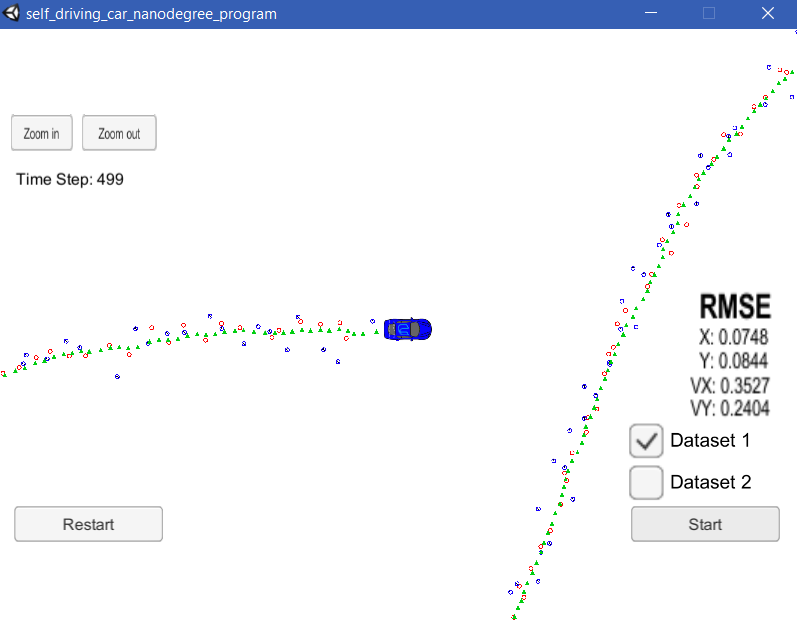 self_driving_car_nanodegree_program
Zoom in
Zoom out
Time Step: 499
RMSE
X: 0.0748
Y: 0.0844
VX: 0.3527
VY: 0.2404
Dataset 1
Dataset 2
Restart
Start